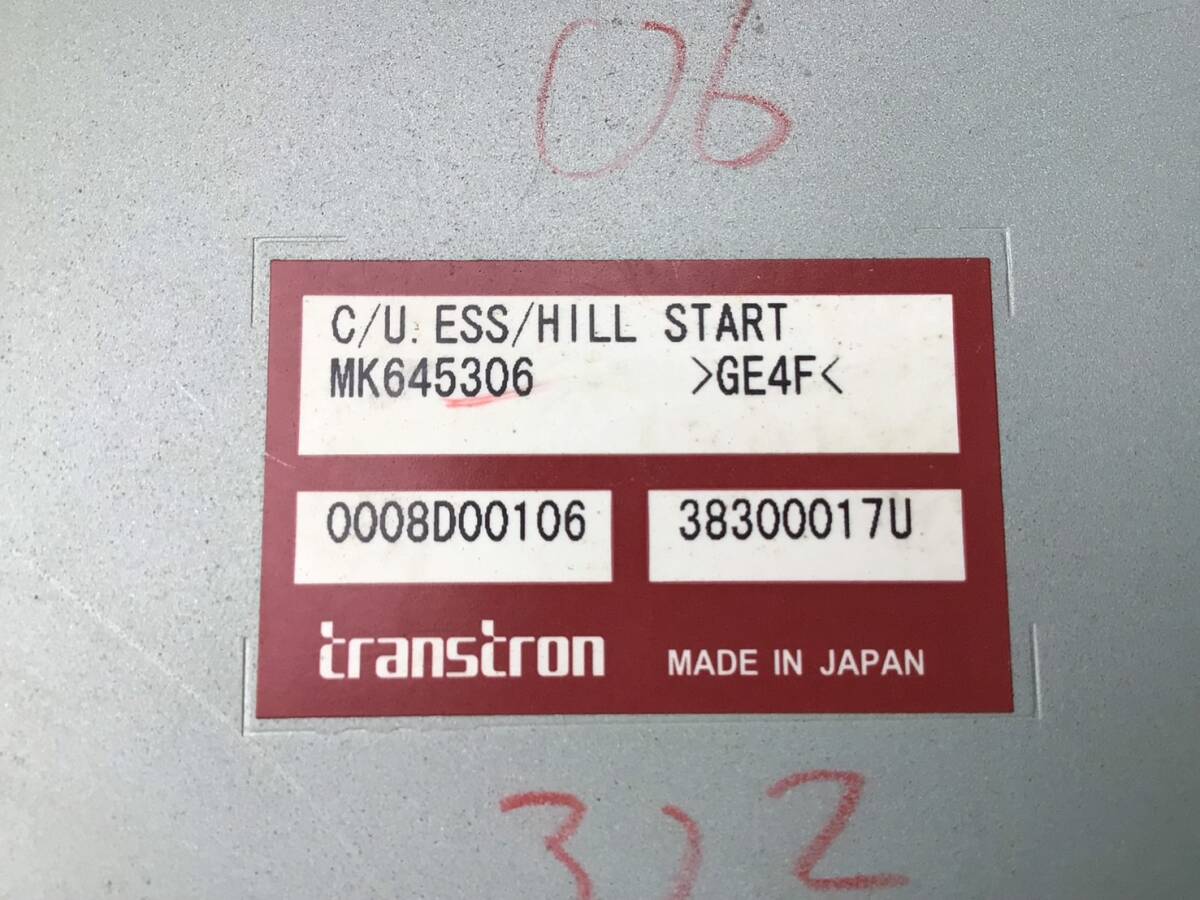 06
C/U. ESS/HILL START
MK645306 >GE4F<
0008D00106 38300017U
transtron MADE IN JAPAN